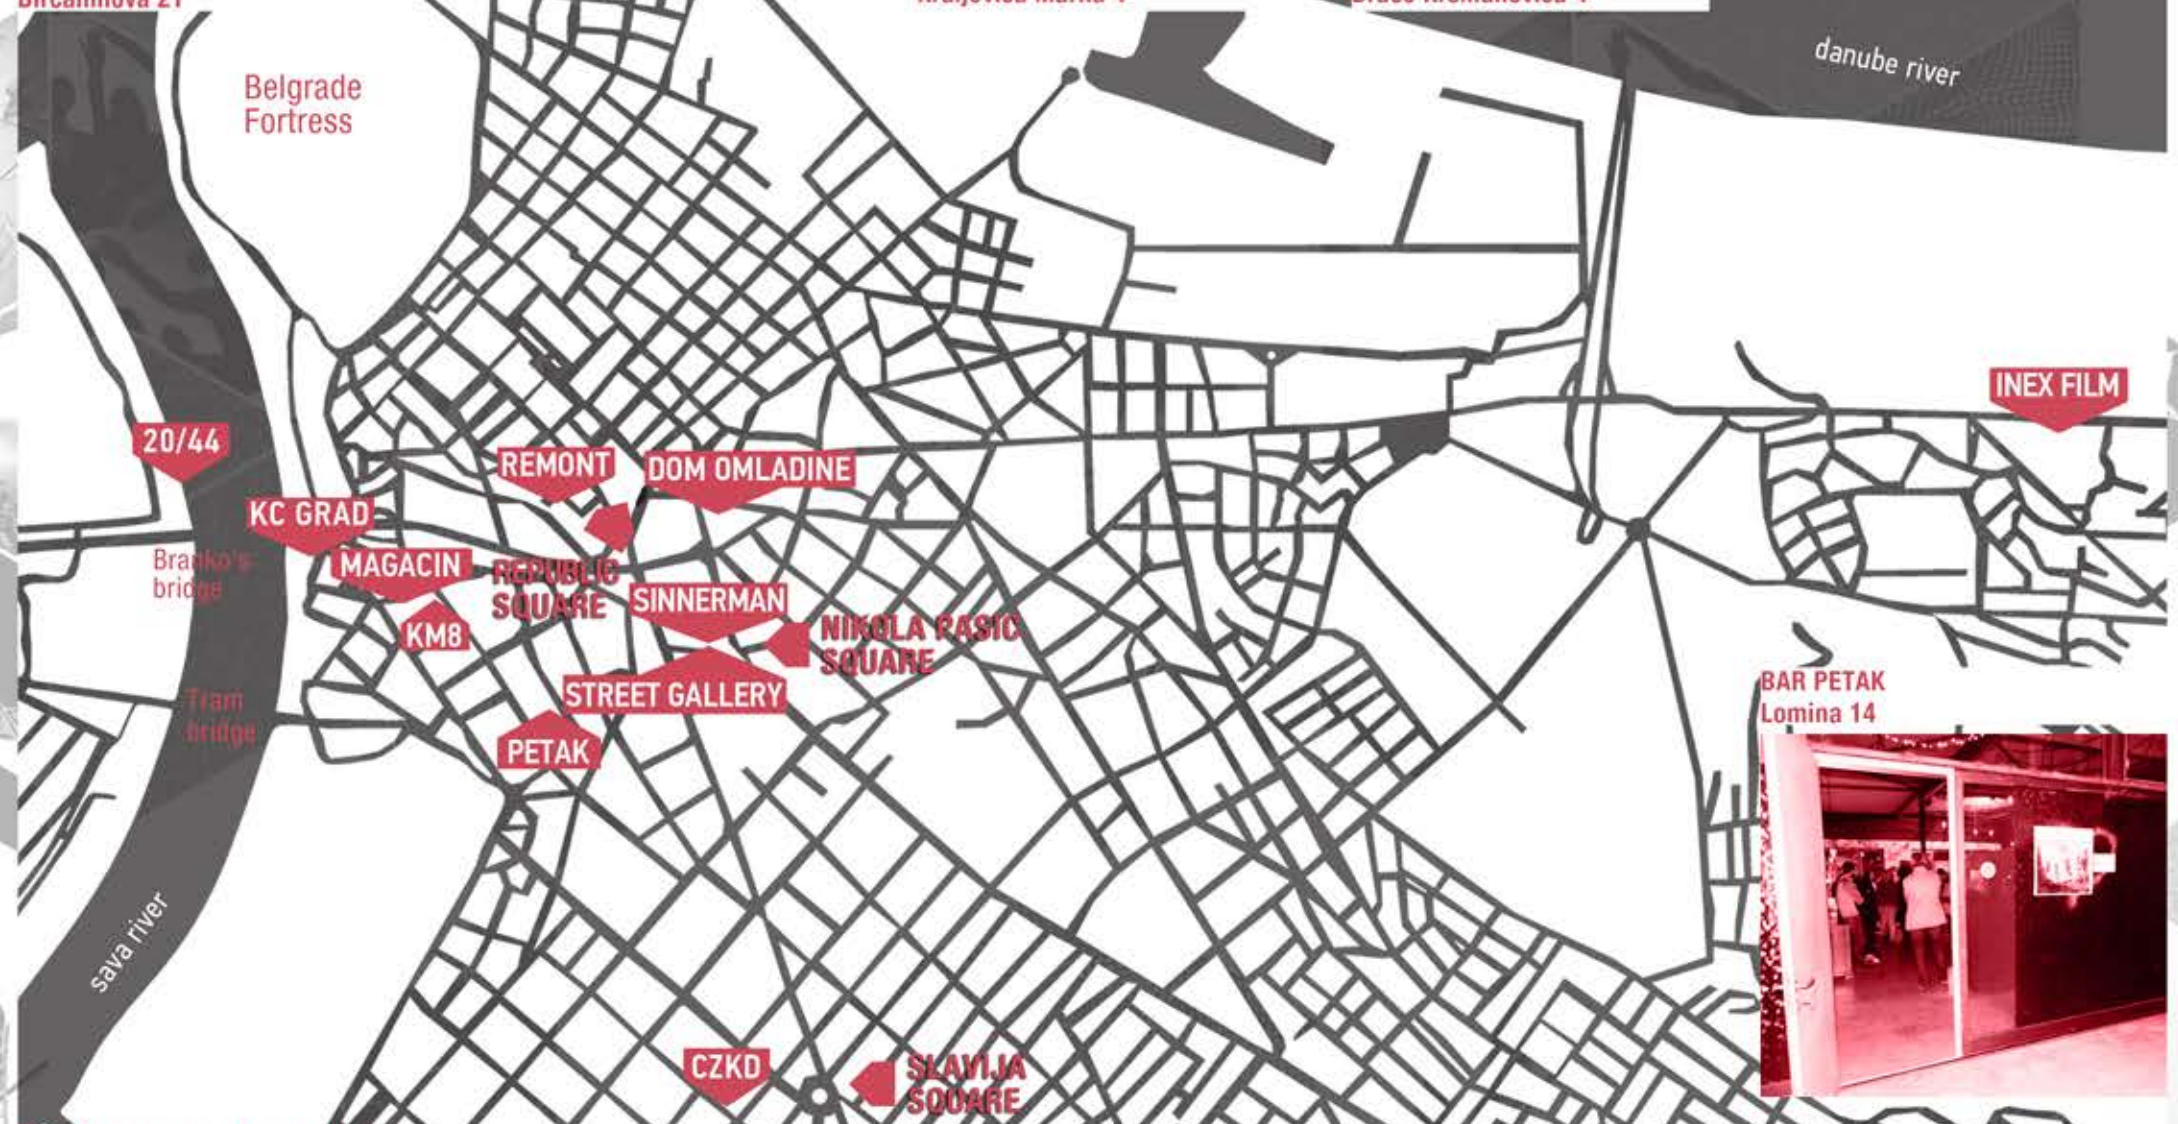 danube river
Belgrade
Fortress
INEX FILM
20/44
REMONT
DOM OMLADINE
KC GRAD
Branko's
bridge
MAGACIN
REPUBLIC
SQUARE
SINNERMAN
KM8
NIKOLA PASIC
SQUARE
STREET GALLERY
Tram
bridge
PETAK
BAR PETAK
Lomina 14
sava river
CZKD
SLAVIJA
SQUARE